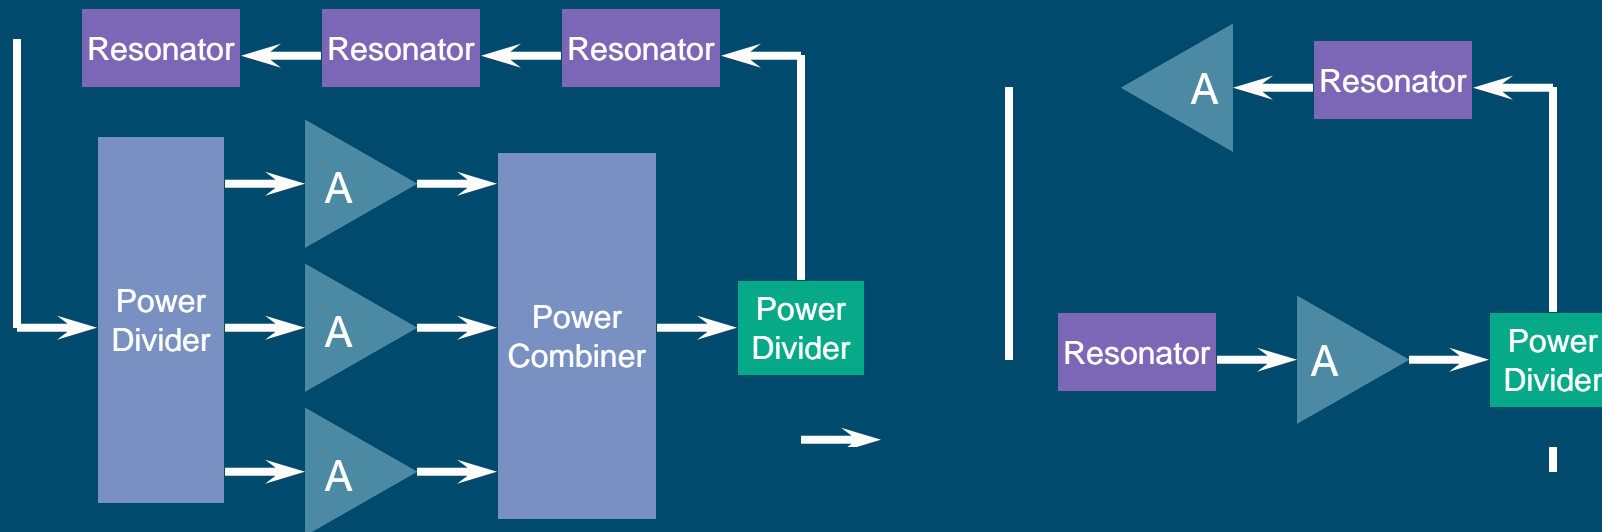 Resonator
Resonator
Resonator
A
Power
Divider
A
A
Power
Combiner
Power
Divider
A
Resonator
Resonator
A
Power
Divider